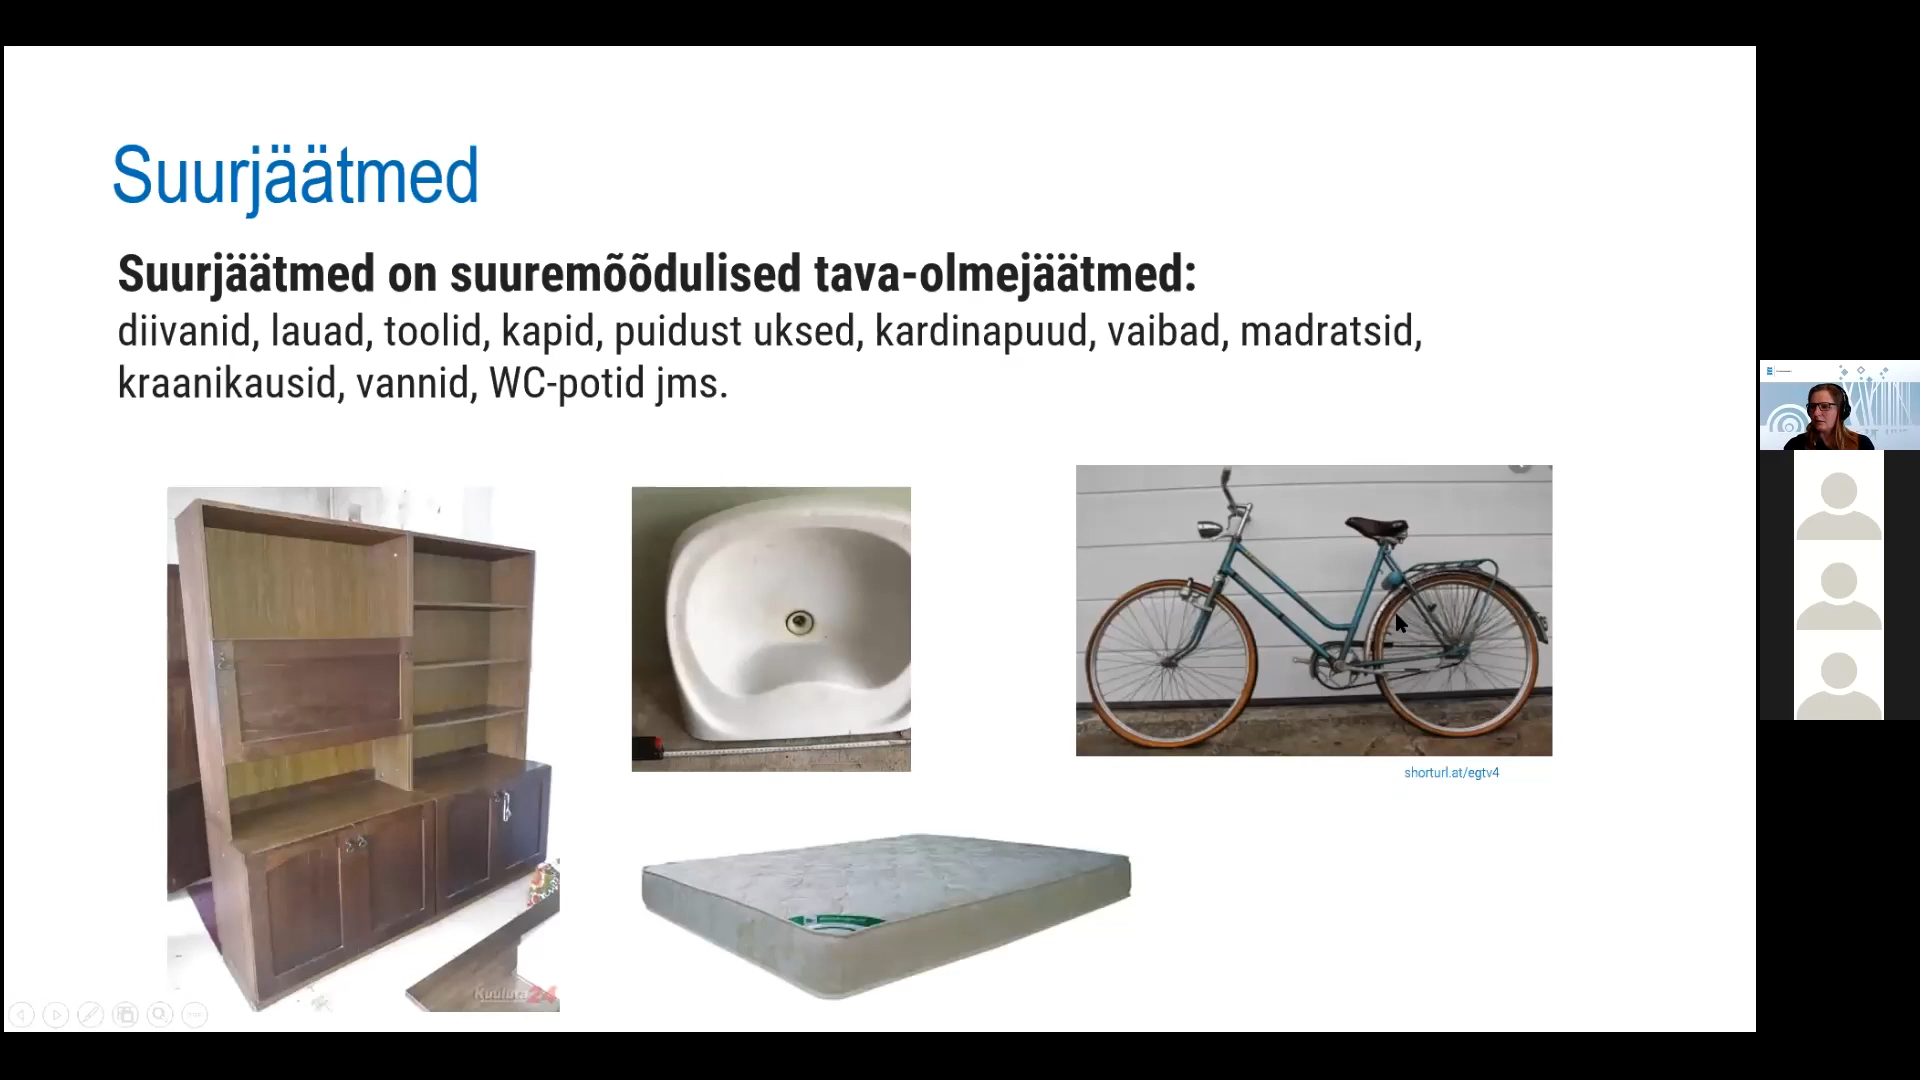 Suurjäätmed
Suurjäätmed on suuremõõdulised tava-olmejäätmed:
diivanid, lauad, toolid, kapid, puidust uksed, kardinapuud, vaibad, madratsid,
kraanikausid, vannid, WC-potid jms.
shorturl.at/egtv4
Kuuluta24